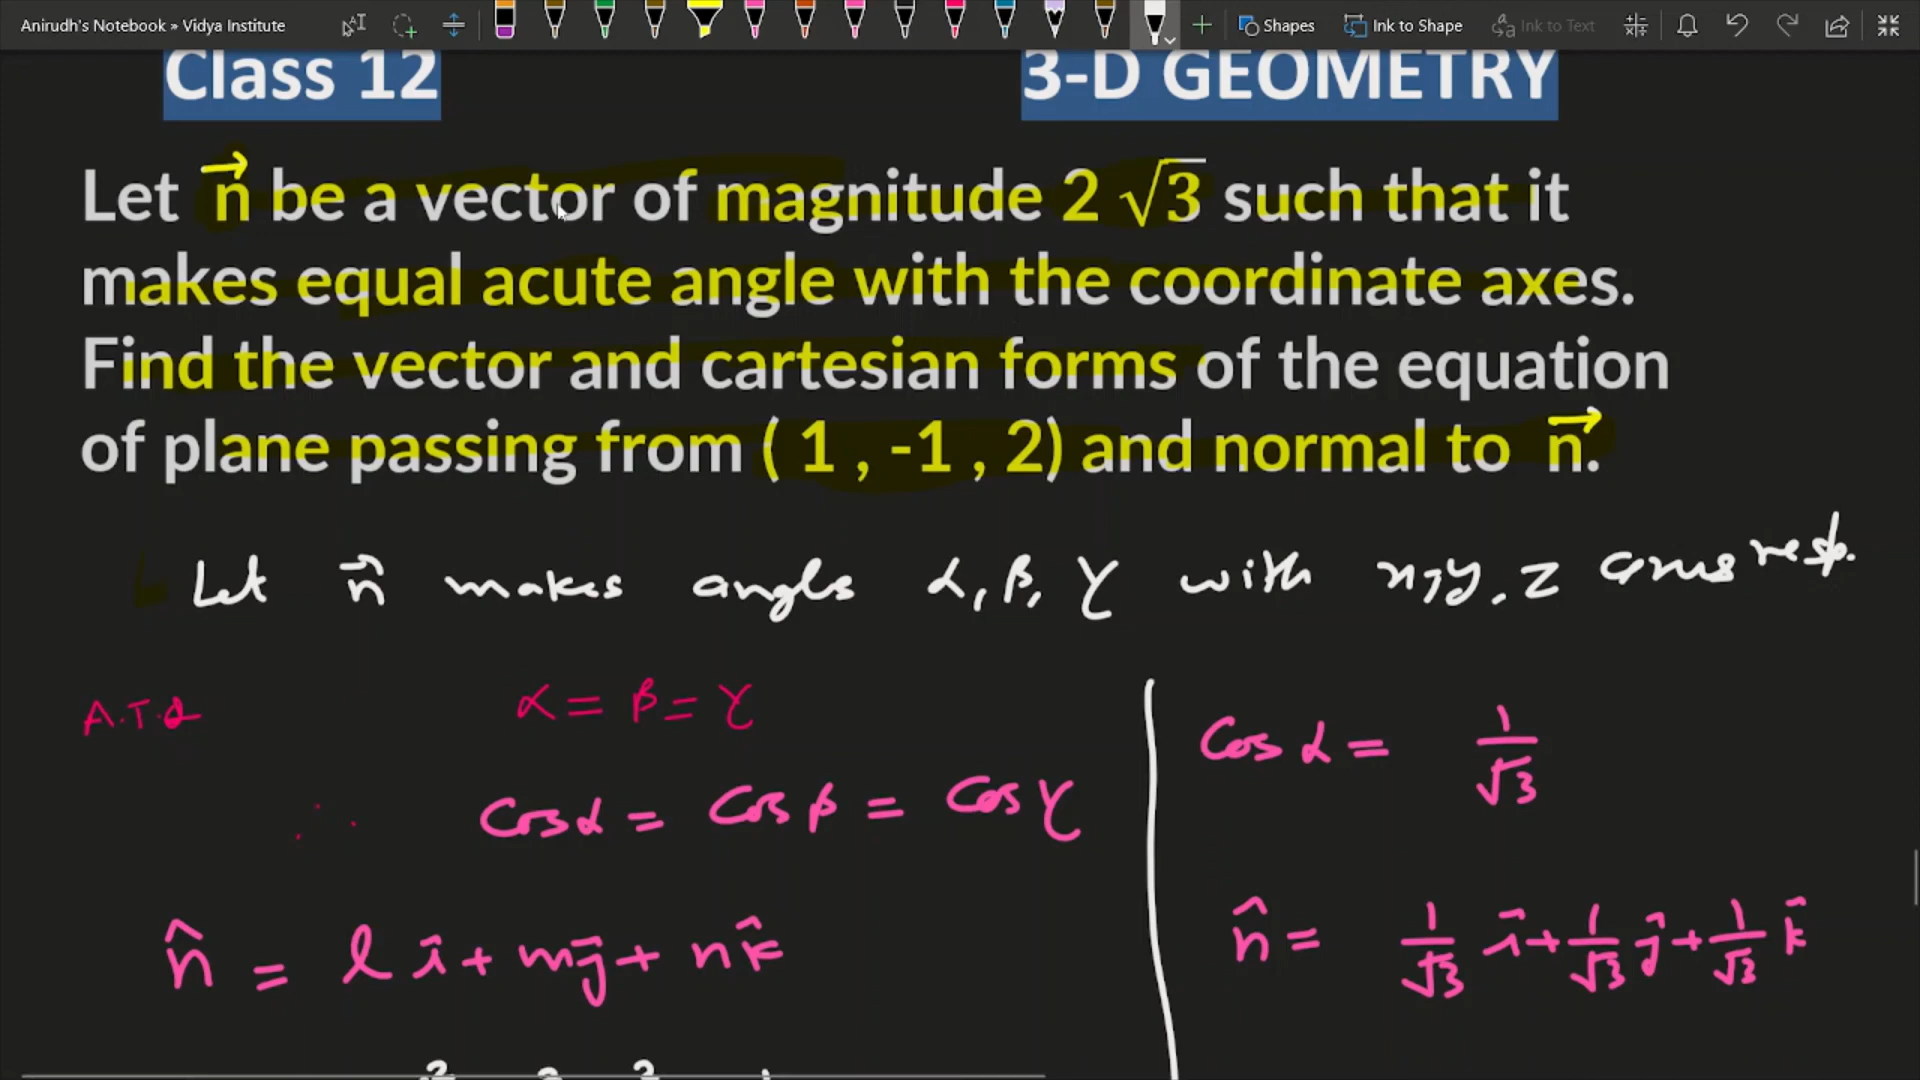 Anirudh's Notebook » Vidya Institute
Shapes
Ink to Shape
Ink to Text
Class 12
3-D GEOMETRY
Let n⃗ be a vector of magnitude 2 √3 such that it
makes equal acute angle with the coordinate axes.
Find the vector and cartesian forms of the equation
of plane passing from ( 1 , -1 , 2) and normal to n⃗.
Let n⃗ makes angles α, β, γ with x, y, z axes resp.
A.T.Q α = β = γ
∴ Cos α = Cos β = Cos γ
n̂ = l î + m ĵ + n k̂
Cos α = 1/√3
n̂ = 1/√3 î + 1/√3 ĵ + 1/√3 k̂